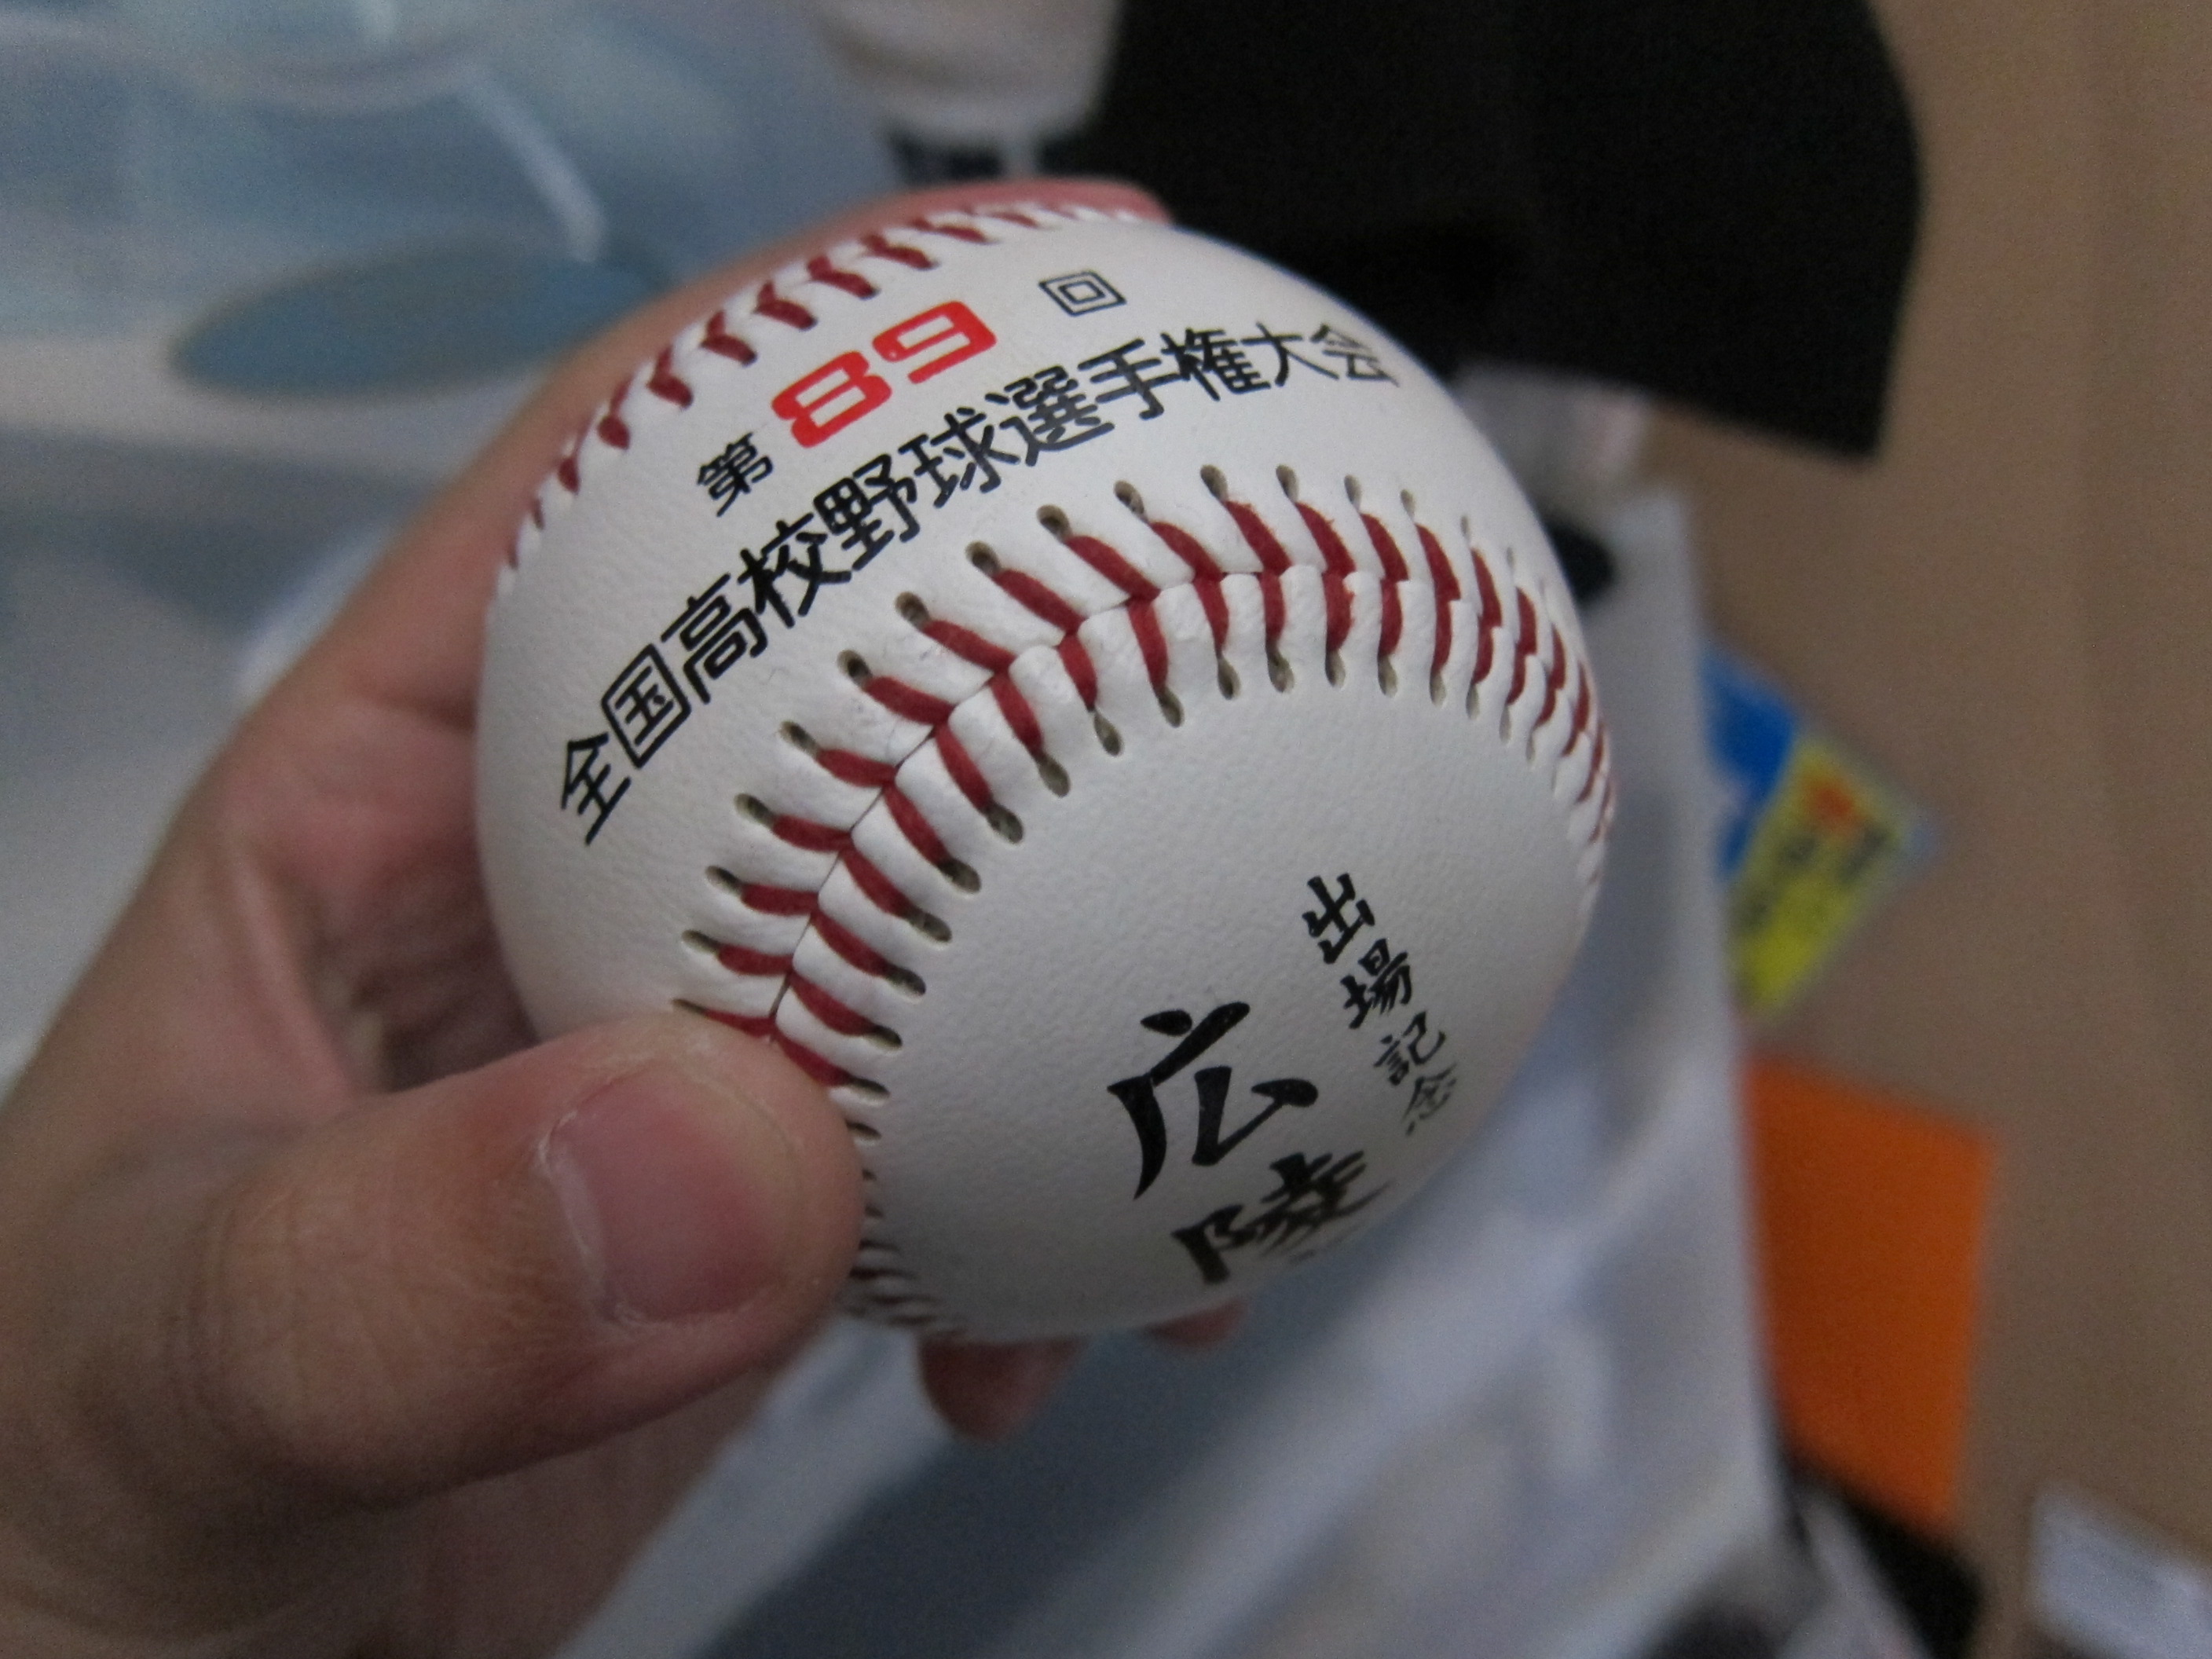 第89回
全国高校野球選手権大会
出場記念
広陵